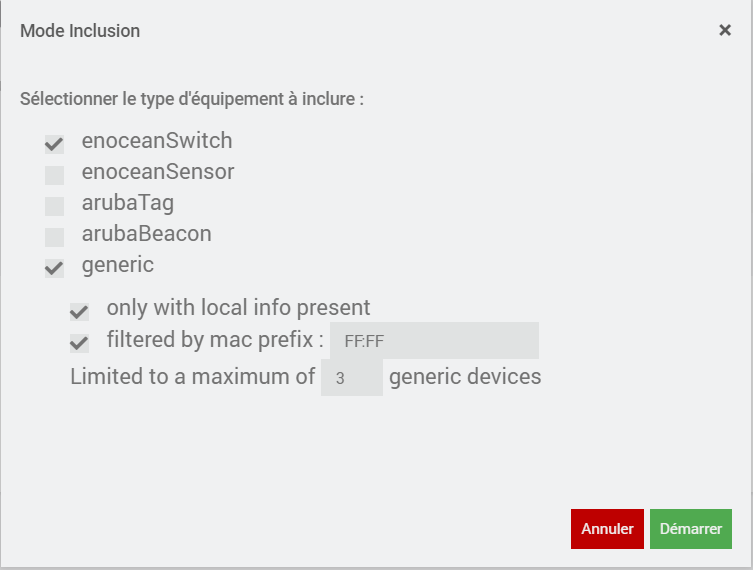 Mode Inclusion ×
Sélectionner le type d'équipement à inclure :
enoceanSwitch
enoceanSensor
arubaTag
arubaBeacon
generic
only with local info present
filtered by mac prefix : FF:FF
Limited to a maximum of 3 generic devices
Annuler Démarrer